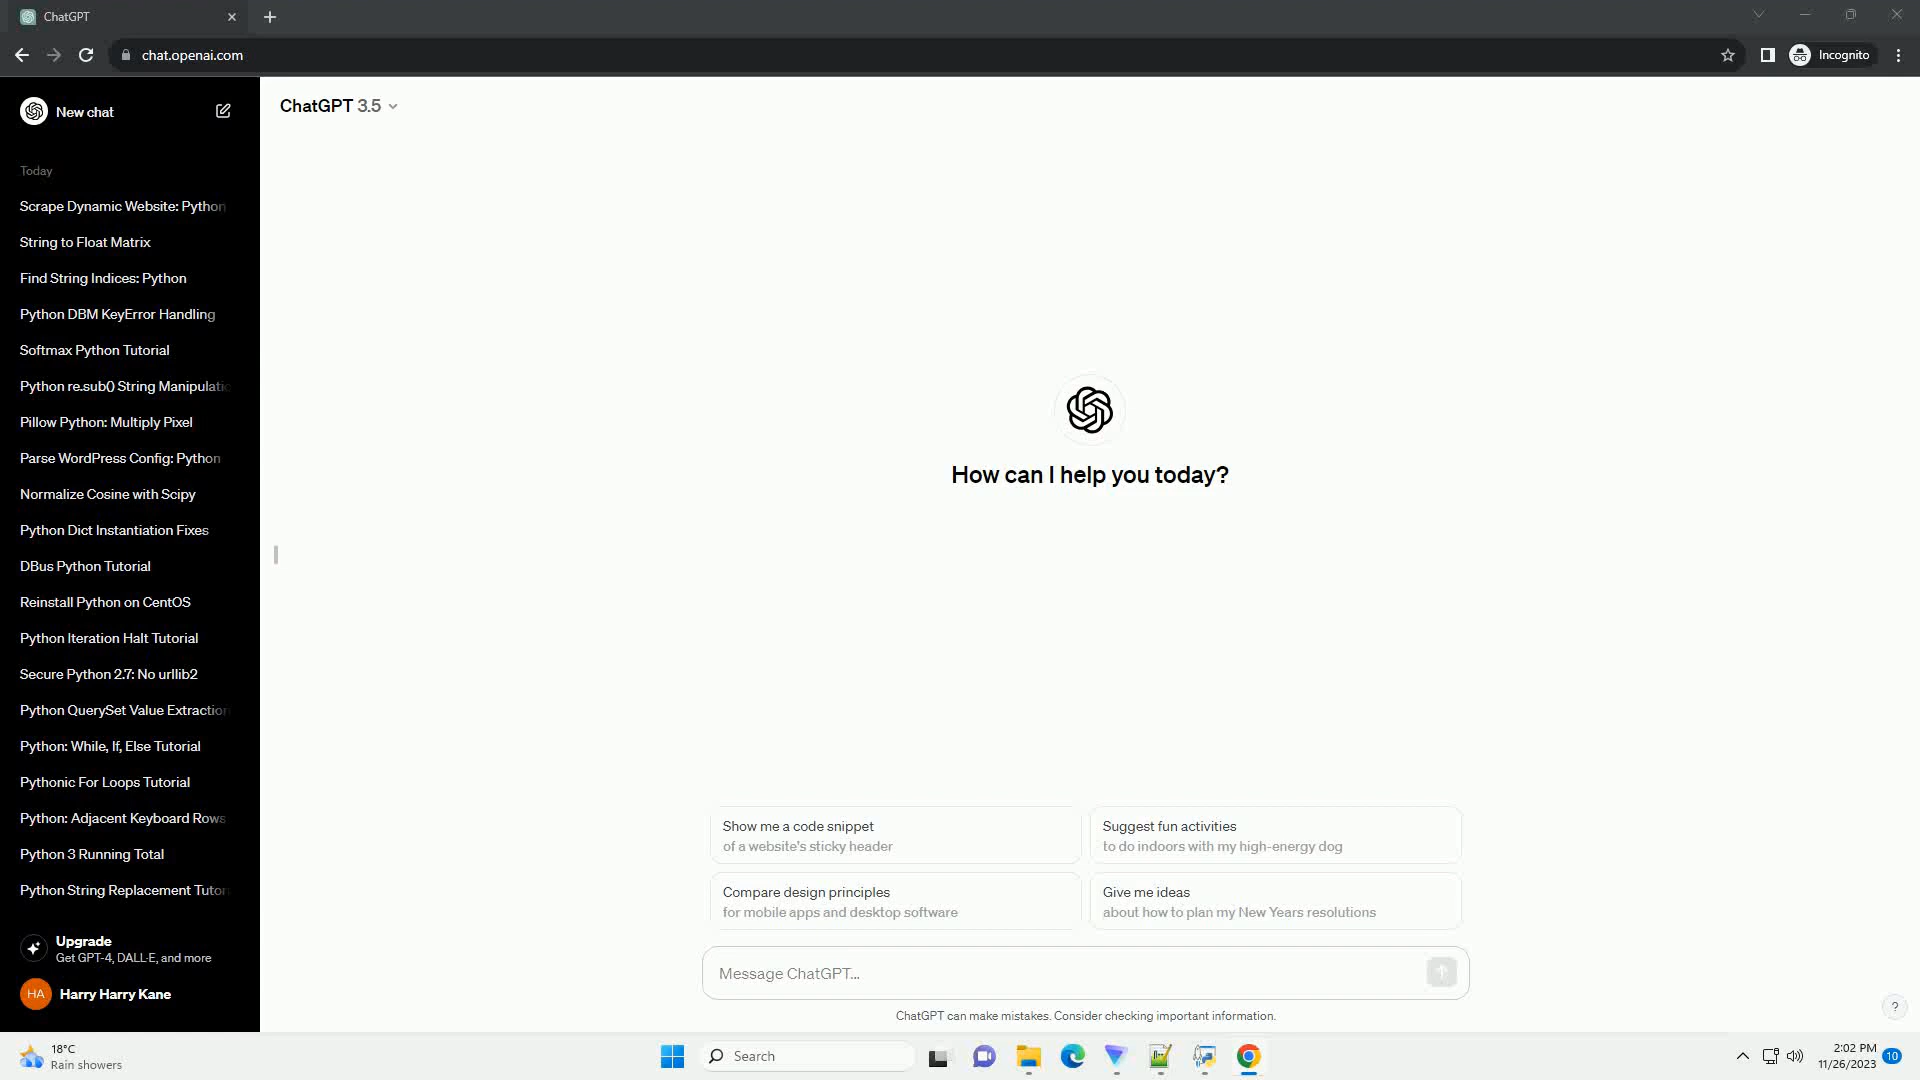 ChatGPT
chat.openai.com
Incognito
New chat
ChatGPT 3.5
Today
Scrape Dynamic Website: Python
String to Float Matrix
Find String Indices: Python
Python DBM KeyError Handling
Softmax Python Tutorial
Python re.sub() String Manipulatio
Pillow Python: Multiply Pixel
Parse WordPress Config: Python
Normalize Cosine with Scipy
Python Dict Instantiation Fixes
DBus Python Tutorial
Reinstall Python on CentOS
Python Iteration Halt Tutorial
Secure Python 2.7: No urllib2
Python QuerySet Value Extraction
Python: While, If, Else Tutorial
Pythonic For Loops Tutorial
Python: Adjacent Keyboard Rows
Python 3 Running Total
Python String Replacement Tutor
Upgrade
Get GPT-4, DALL·E, and more
HA
Harry Harry Kane
How can I help you today?
Show me a code snippet
of a website's sticky header
Suggest fun activities
to do indoors with my high-energy dog
Compare design principles
for mobile apps and desktop software
Give me ideas
about how to plan my New Years resolutions
Message ChatGPT...
ChatGPT can make mistakes. Consider checking important information.
?
18°C
Rain showers
Search
2:02 PM
11/26/2023
10